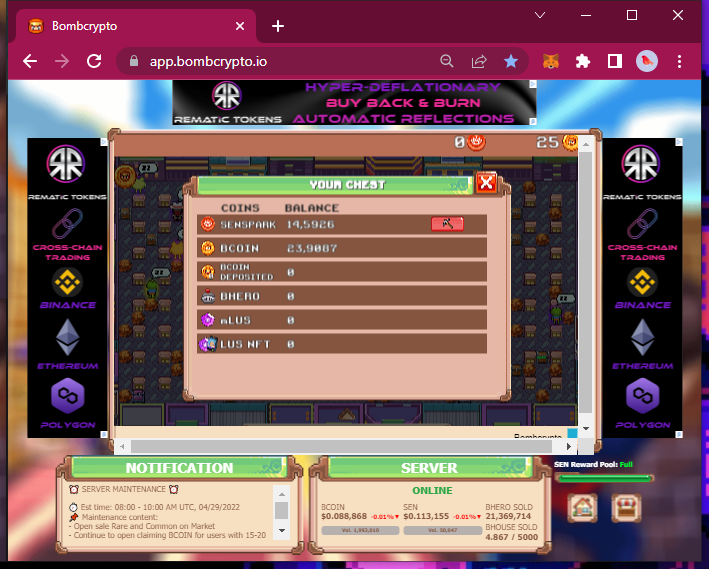 Bombcrypto
app.bombcrypto.io
HYPER-DEFLATIONARY
BUY BACK & BURN
REMATIC TOKENS
AUTOMATIC REFLECTIONS
0
25
REMATIC TOKENS
CROSS-CHAIN
TRADING
BINANCE
ETHEREUM
POLYGON
YOUR CHEST
COINS BALANCE
SENSPARK 14,5926
BCOIN 23,9087
BCOIN
DEPOSITED 0
BHERO 0
mLUS 0
LUS NFT 0
REMATIC TOKENS
CROSS-CHAIN
TRADING
BINANCE
ETHEREUM
POLYGON
Bombcrypto
NOTIFICATION
SERVER MAINTENANCE
Est time: 08:00 - 10:00 AM UTC, 04/29/2022
Maintenance content:
- Open sale Rare and Common on Market
- Continue to open claiming BCOIN for users with 15-20
SERVER
ONLINE
BCOIN
$0.088,868 -0.01%▼
SEN
$0.113,155 -0.01%▼
BHERO SOLD
21,369,714
BHOUSE SOLD
4.867 / 5000
SEN Reward Pool: Full